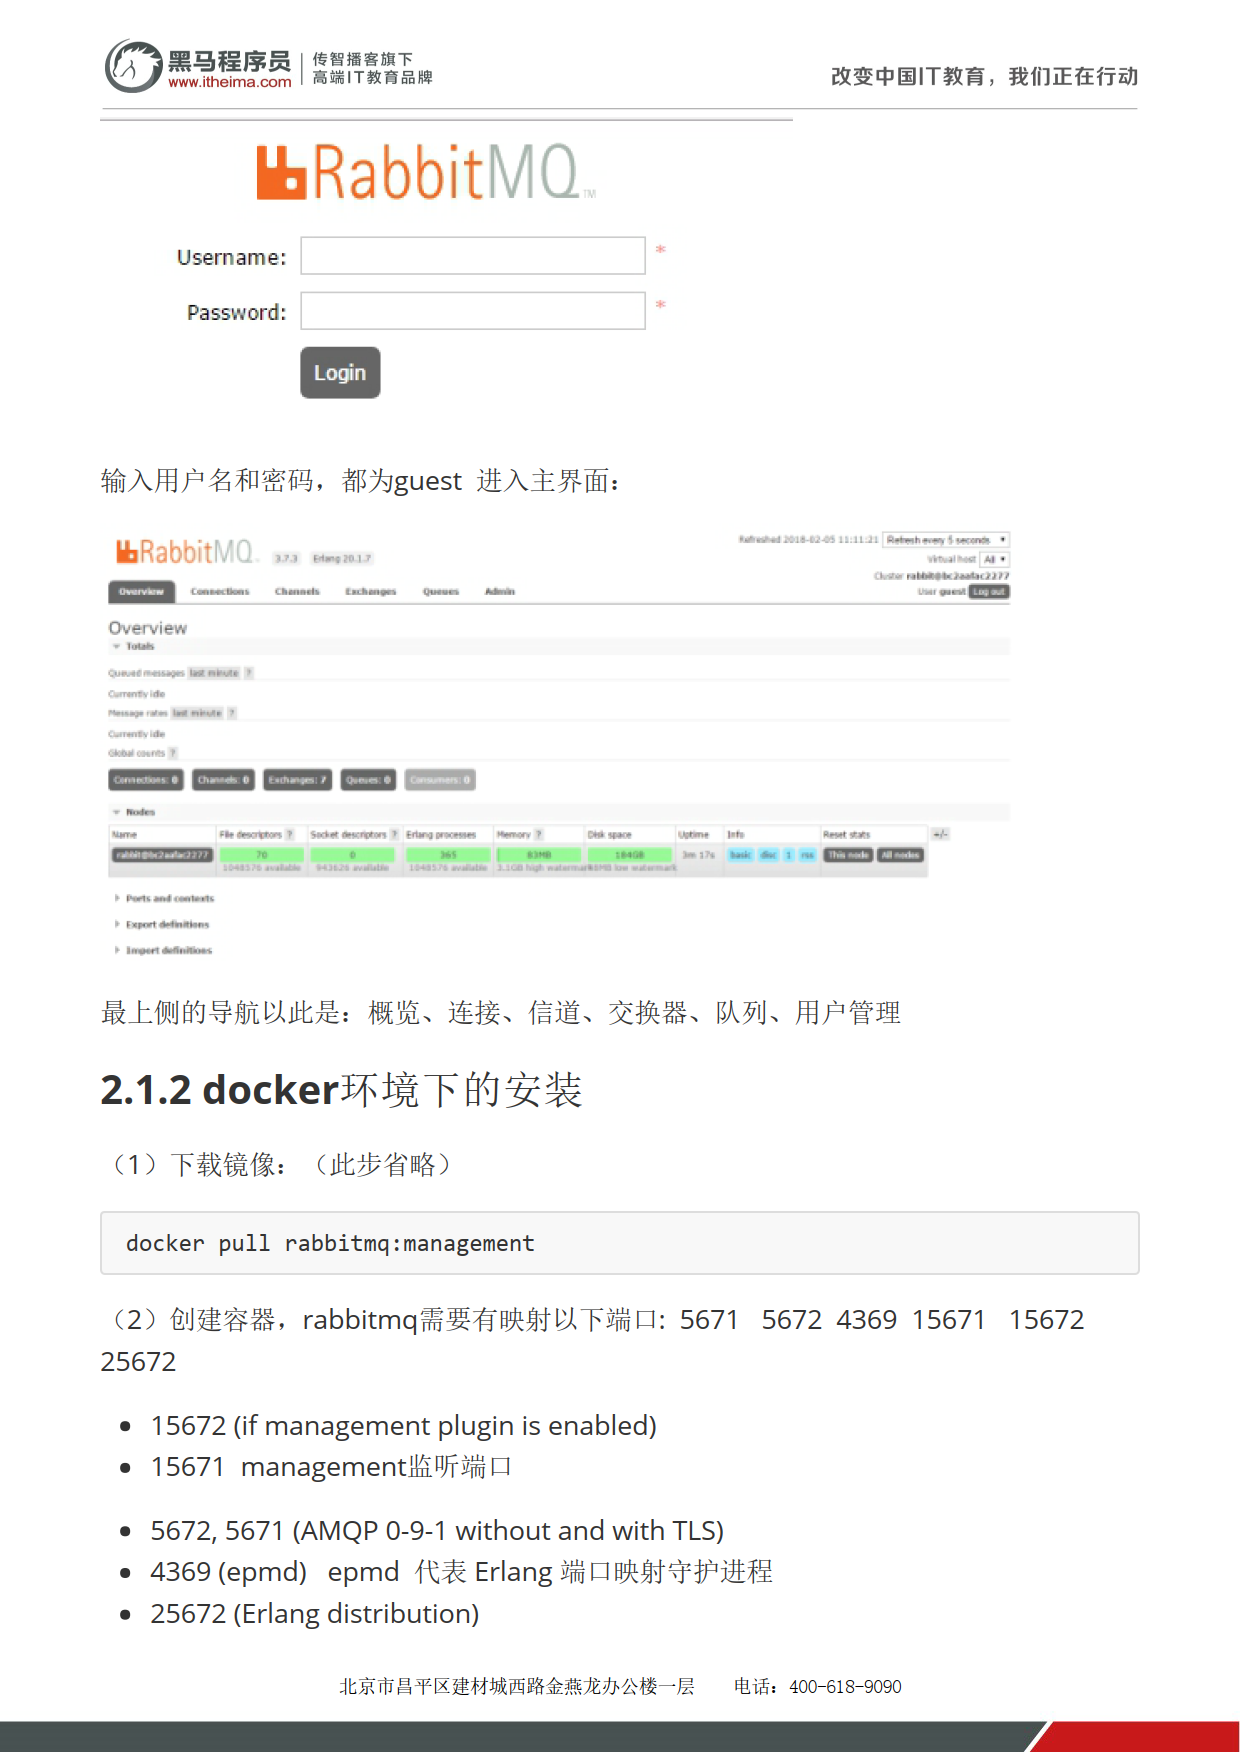 黑马程序员
www.itheima.com
传智播客旗下
高端IT教育品牌
改变中国IT教育，我们正在行动
RabbitMQ TM
Username: *
Password: *
Login
输入用户名和密码，都为guest 进入主界面：
RabbitMQ 3.7.3 Erlang 20.1.7
Refreshed 2018-02-05 11:11:21 Refresh every 5 seconds
Virtual host All
Cluster rabbit@bc2aafac2277
User guest Log out
Overview Connections Channels Exchanges Queues Admin
Overview
Totals
Queued messages last minute ?
Currently idle
Message rates last minute ?
Currently idle
Global counts ?
Connections: 0 Channels: 0 Exchanges: 7 Queues: 0 Consumers: 0
Nodes
Name File descriptors ? Socket descriptors ? Erlang processes Memory ? Disk space Uptime Info Reset stats +/-
rabbit@bc2aafac2277 70 0 365 83MB 184GB 3m 17s basic disc 1 rss This node All nodes
1048576 available 943626 available 1048576 available 3.1GB high watermark 48MB low watermark
Ports and contexts
Export definitions
Import definitions
最上侧的导航以此是：概览、连接、信道、交换器、队列、用户管理
2.1.2 docker环境下的安装
（1）下载镜像：（此步省略）
docker pull rabbitmq:management
（2）创建容器，rabbitmq需要有映射以下端口: 5671 5672 4369 15671 15672
25672
• 15672 (if management plugin is enabled)
• 15671 management监听端口
• 5672, 5671 (AMQP 0-9-1 without and with TLS)
• 4369 (epmd) epmd 代表 Erlang 端口映射守护进程
• 25672 (Erlang distribution)
北京市昌平区建材城西路金燕龙办公楼一层 电话：400-618-9090